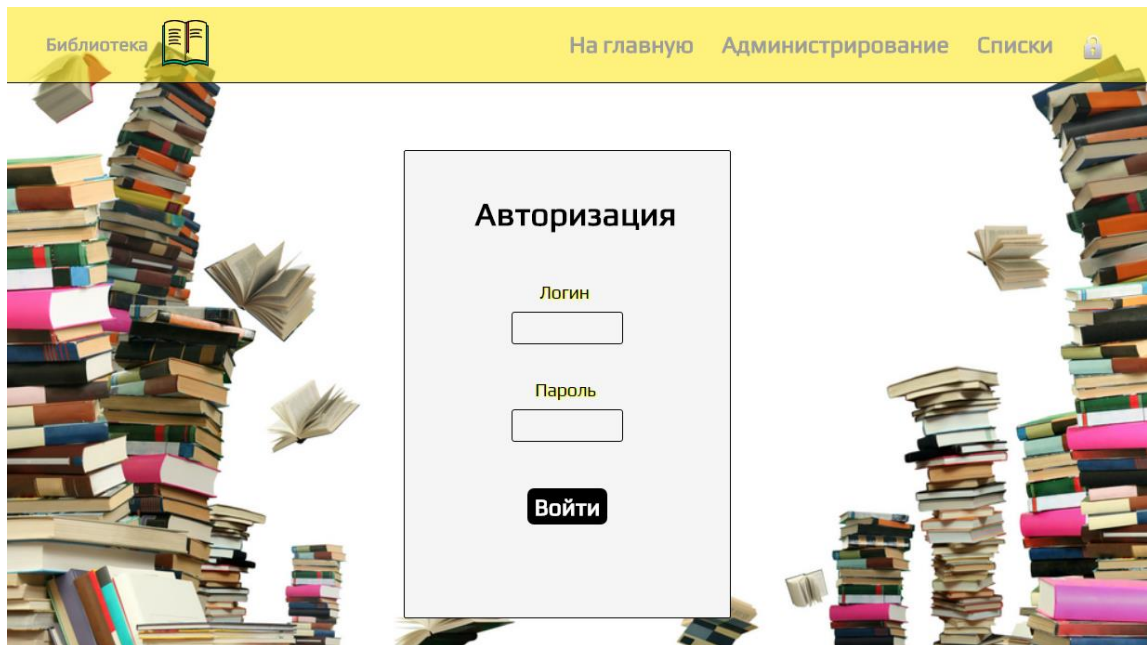 Библиотека
На главную Администрирование Списки
Авторизация
Логин
Пароль
Войти